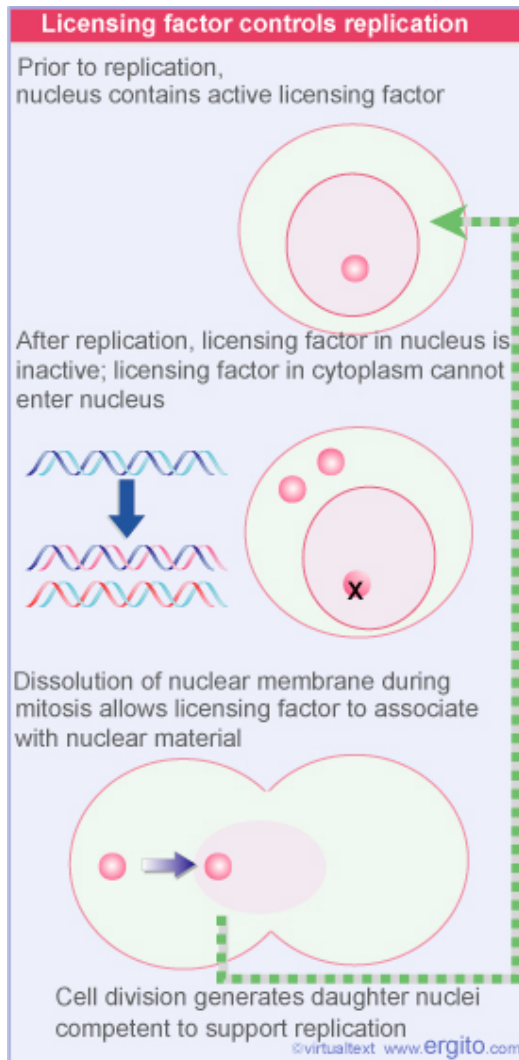 Licensing factor controls replication
Prior to replication,
nucleus contains active licensing factor
After replication, licensing factor in nucleus is
inactive; licensing factor in cytoplasm cannot
enter nucleus
X
Dissolution of nuclear membrane during
mitosis allows licensing factor to associate
with nuclear material
Cell division generates daughter nuclei
competent to support replication
©virtualtext www.ergito.com